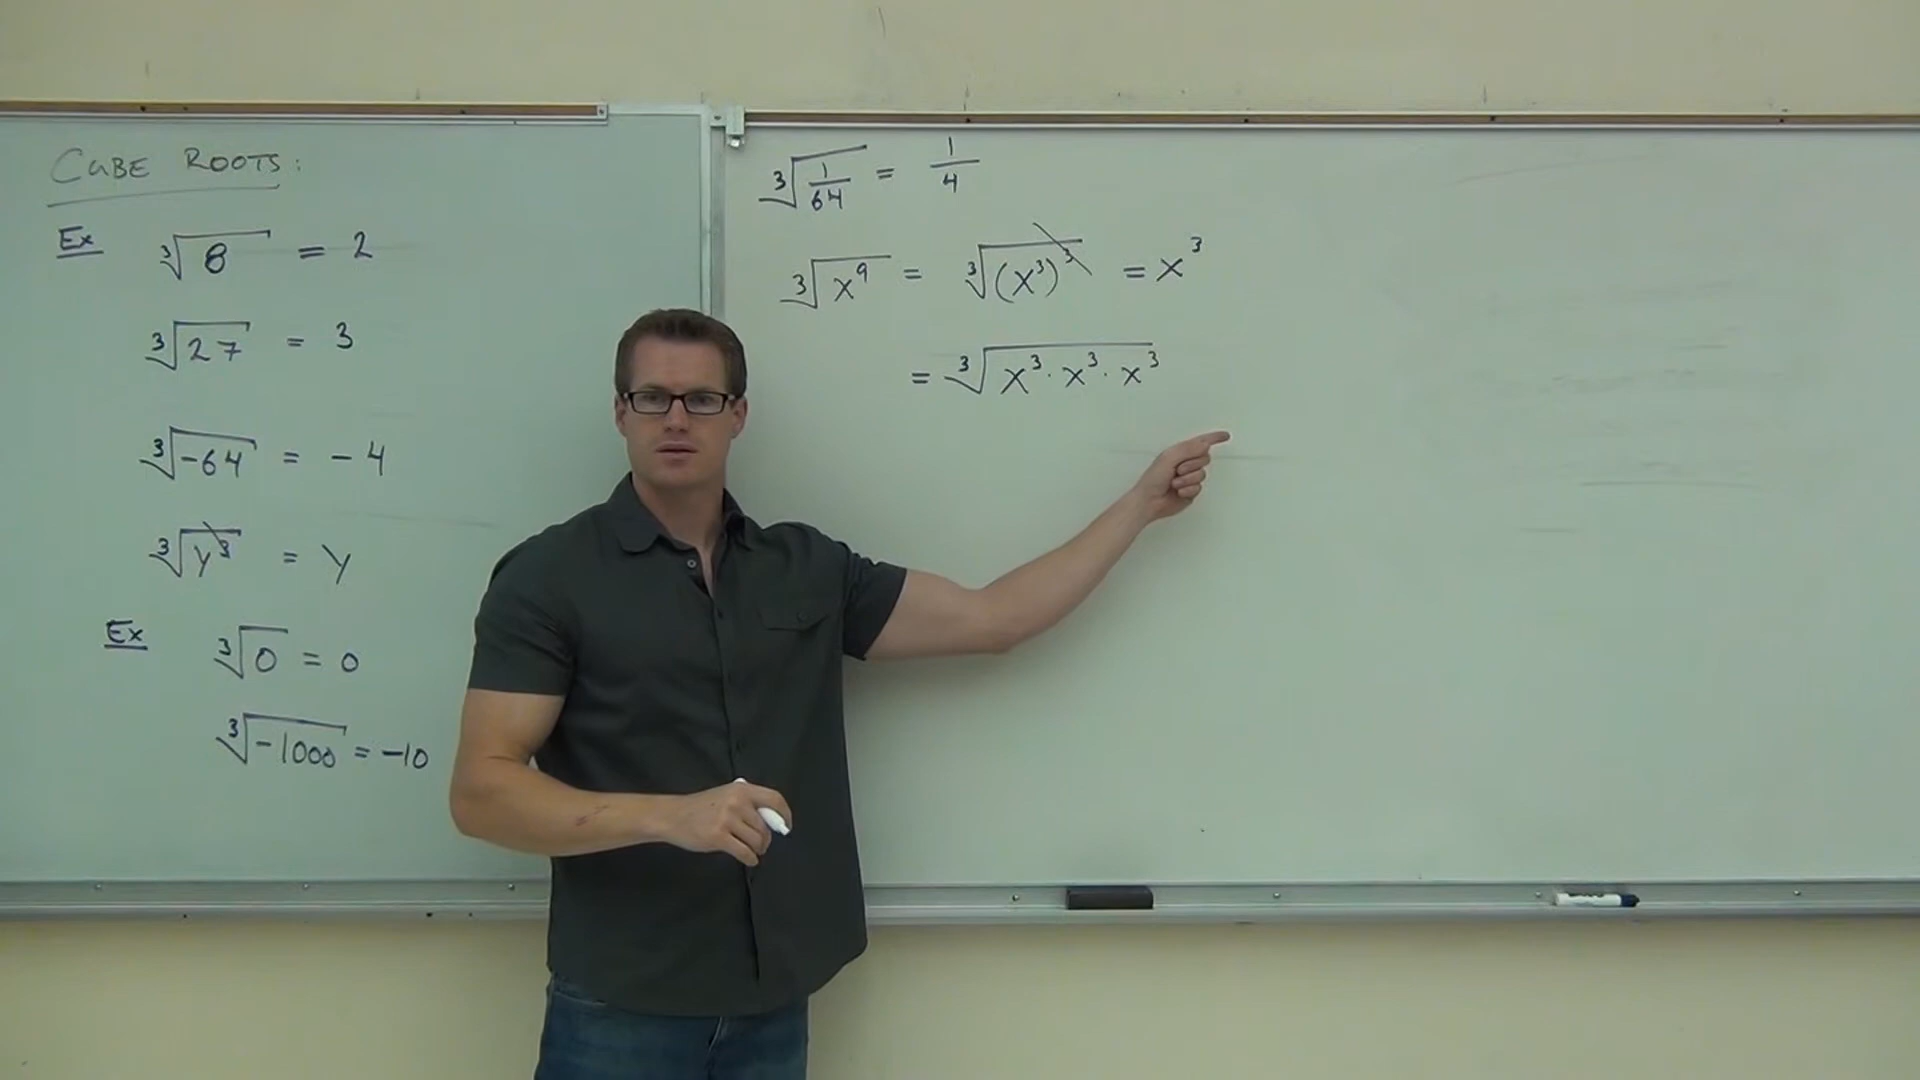 CUBE ROOTS:
Ex ∛8 = 2
∛27 = 3
∛-64 = -4
∛y³ = y
Ex ∛0 = 0
∛-1000 = -10
∛(1/64) = 1/4
∛x⁹ = ∛(x³)³ = x³
= ∛x³·x³·x³